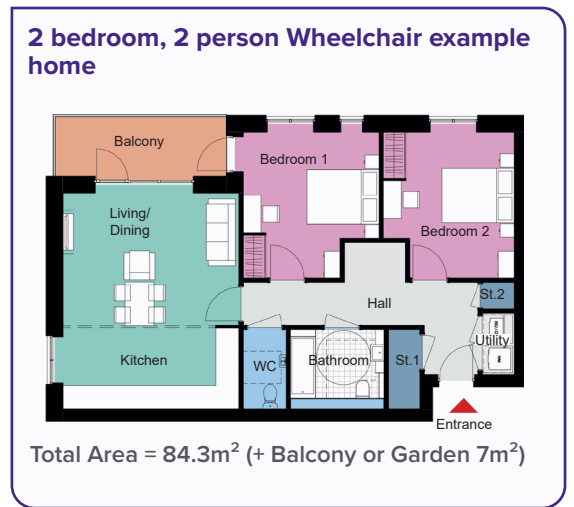 2 bedroom, 2 person Wheelchair example
home
Balcony
Bedroom 1
Living/
Dining
Bedroom 2
Hall
St.2
Utility
Kitchen
WC
Bathroom
St.1
Entrance
Total Area = 84.3m² (+ Balcony or Garden 7m²)